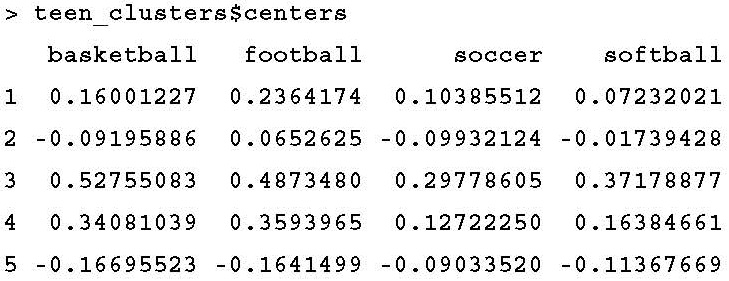 > teen_clusters$centers
basketball football soccer softball
1 0.16001227 0.2364174 0.10385512 0.07232021
2 -0.09195886 0.0652625 -0.09932124 -0.01739428
3 0.52755083 0.4873480 0.29778605 0.37178877
4 0.34081039 0.3593965 0.12722250 0.16384661
5 -0.16695523 -0.1641499 -0.09033520 -0.11367669